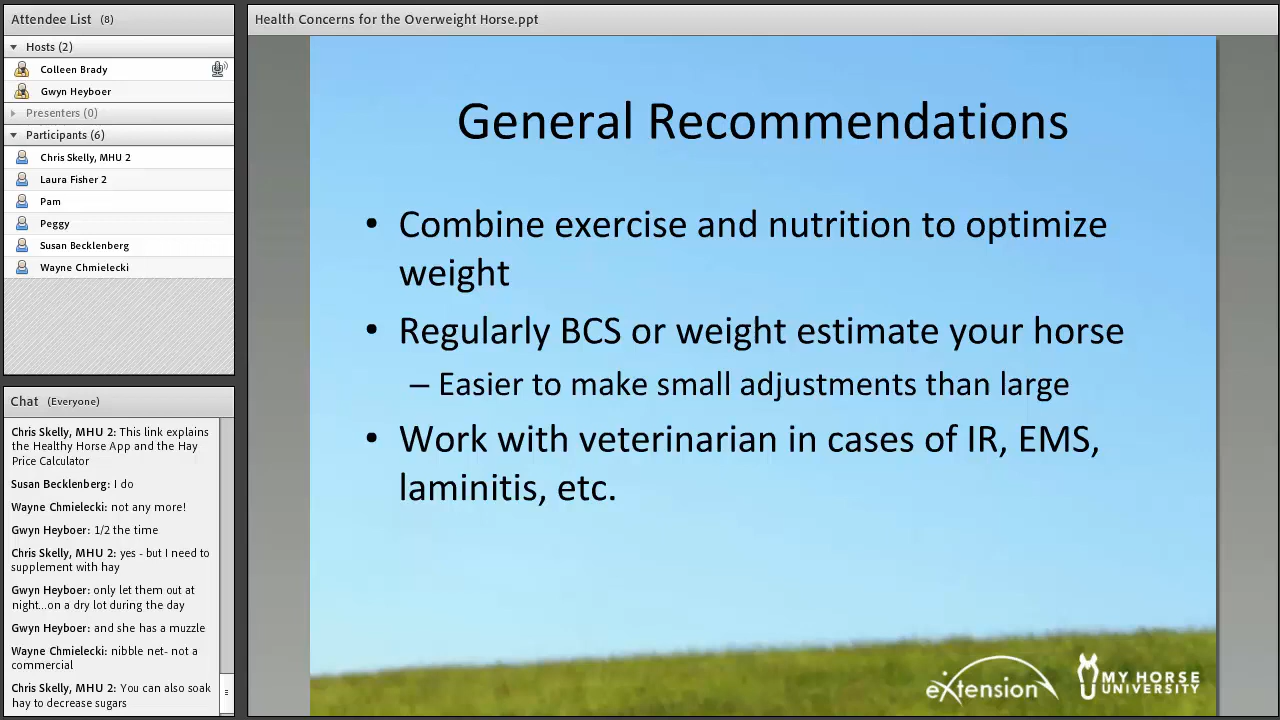 Attendee List (8)
Hosts (2)
Colleen Brady
Gwyn Heyboer
Presenters (0)
Participants (6)
Chris Skelly, MHU 2
Laura Fisher 2
Pam
Peggy
Susan Becklenberg
Wayne Chmielecki
Chat (Everyone)
Chris Skelly, MHU 2: This link explains
the Healthy Horse App and the Hay
Price Calculator
Susan Becklenberg: I do
Wayne Chmielecki: not any more!
Gwyn Heyboer: 1/2 the time
Chris Skelly, MHU 2: yes - but I need to
supplement with hay
Gwyn Heyboer: only let them out at
night...on a dry lot during the day
Gwyn Heyboer: and she has a muzzle
Wayne Chmielecki: nibble net- not a
commercial
Chris Skelly, MHU 2: You can also soak
hay to decrease sugars
Health Concerns for the Overweight Horse.ppt
General Recommendations
• Combine exercise and nutrition to optimize
weight
• Regularly BCS or weight estimate your horse
– Easier to make small adjustments than large
• Work with veterinarian in cases of IR, EMS,
laminitis, etc.
eXtension
MY HORSE
UNIVERSITY